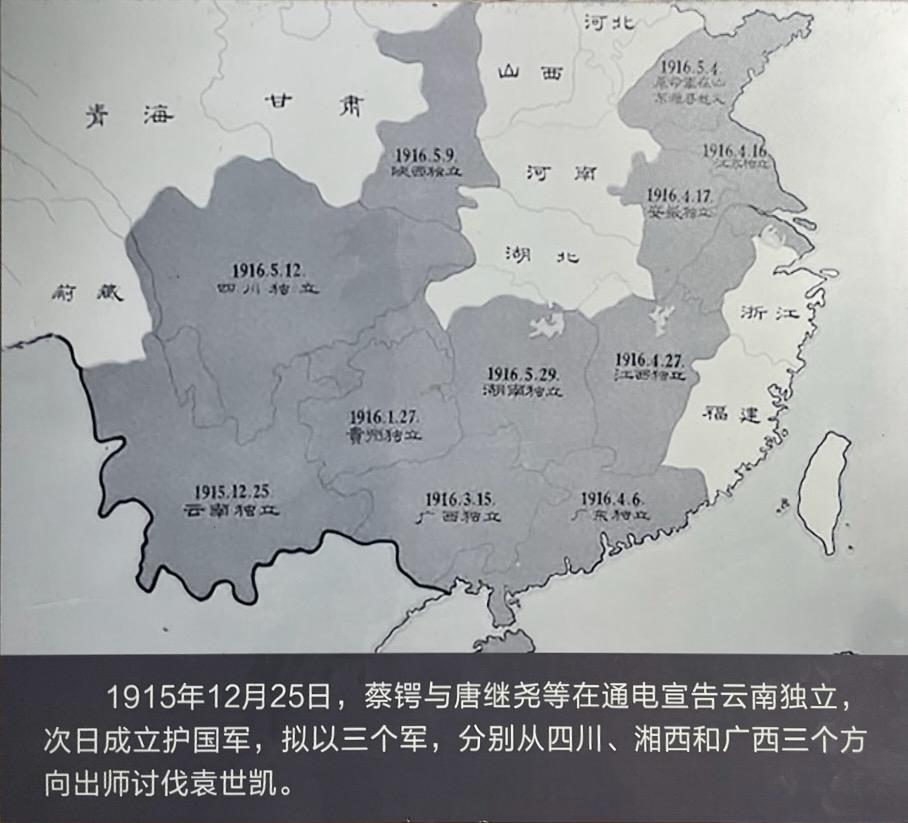 河北
山西
1916.5.4
青海
甘肃
1916.5.9.
陕西独立
河南
1916.4.16.
江苏独立
1916.4.17.
安徽独立
湖北
1916.5.12.
四川独立
前藏
浙江
1916.5.29.
湖南独立
1916.4.27.
江西独立
1916.1.27.
貴州独立
福建
1915.12.25
云南独立
1916.3.15.
广西独立
1916.4.6.
广东独立
1915年12月25日，蔡锷与唐继尧等在通电宣告云南独立，
次日成立护国军，拟以三个军，分别从四川、湘西和广西三个方
向出师讨伐袁世凯。